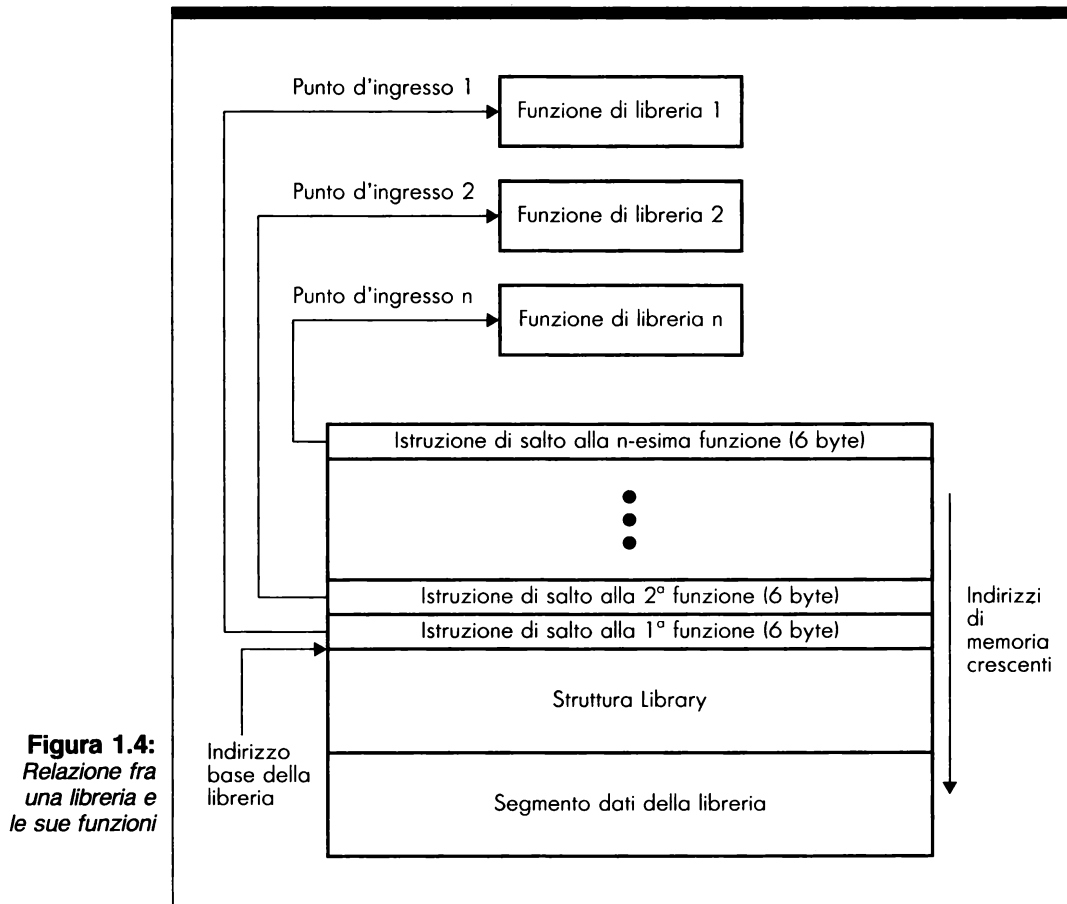 Punto d'ingresso 1
Funzione di libreria 1
Punto d'ingresso 2
Funzione di libreria 2
Punto d'ingresso n
Funzione di libreria n
Istruzione di salto alla n-esima funzione (6 byte)
Istruzione di salto alla 2ª funzione (6 byte)
Istruzione di salto alla 1ª funzione (6 byte)
Indirizzi
di
memoria
crescenti
Struttura Library
Indirizzo
base della
libreria
Segmento dati della libreria
Figura 1.4:
Relazione fra
una libreria e
le sue funzioni